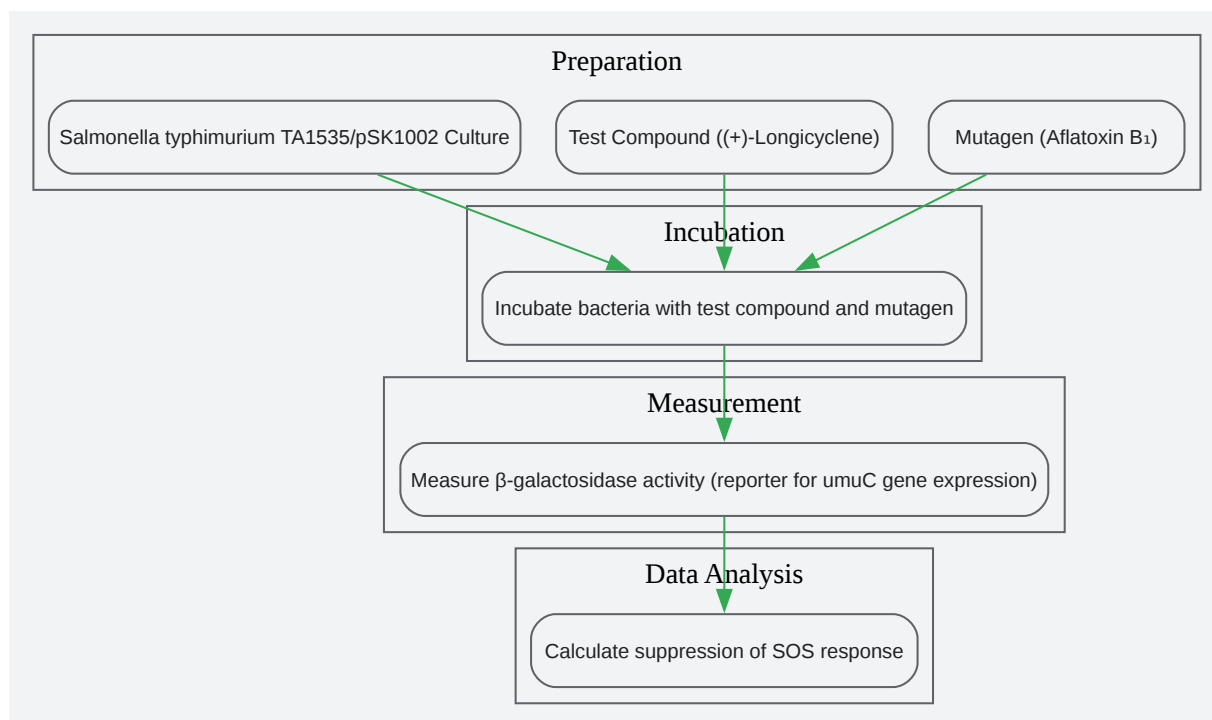 Preparation
Salmonella typhimurium TA1535/pSK1002 Culture
Test Compound ((+)-Longicyclene)
Mutagen (Aflatoxin B₁)
Incubation
Incubate bacteria with test compound and mutagen
Measurement
Measure β-galactosidase activity (reporter for umuC gene expression)
Data Analysis
Calculate suppression of SOS response